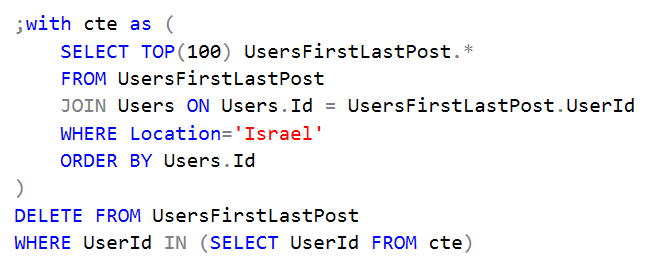 ;with cte as (
    SELECT TOP(100) UsersFirstLastPost.*
    FROM UsersFirstLastPost
    JOIN Users ON Users.Id = UsersFirstLastPost.UserId
    WHERE Location='Israel'
    ORDER BY Users.Id
)
DELETE FROM UsersFirstLastPost
WHERE UserId IN (SELECT UserId FROM cte)